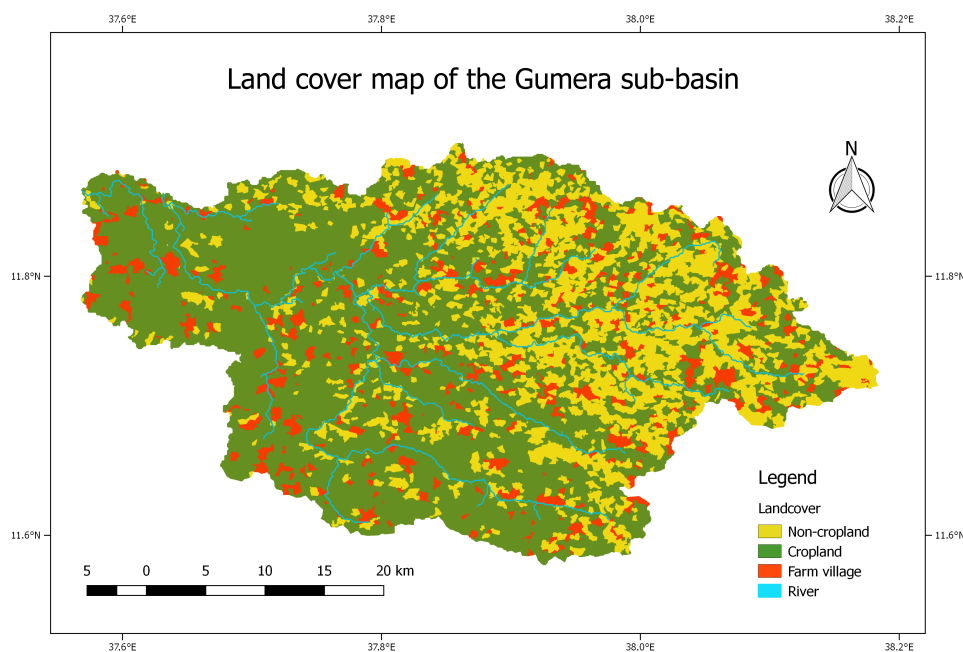 37.6°E 37.8°E 38.0°E 38.2°E
Land cover map of the Gumera sub-basin
N
11.8°N 11.8°N
Legend
Landcover
Non-cropland
Cropland
Farm village
River
11.6°N 11.6°N
5 0 5 10 15 20 km
37.6°E 37.8°E 38.0°E 38.2°E